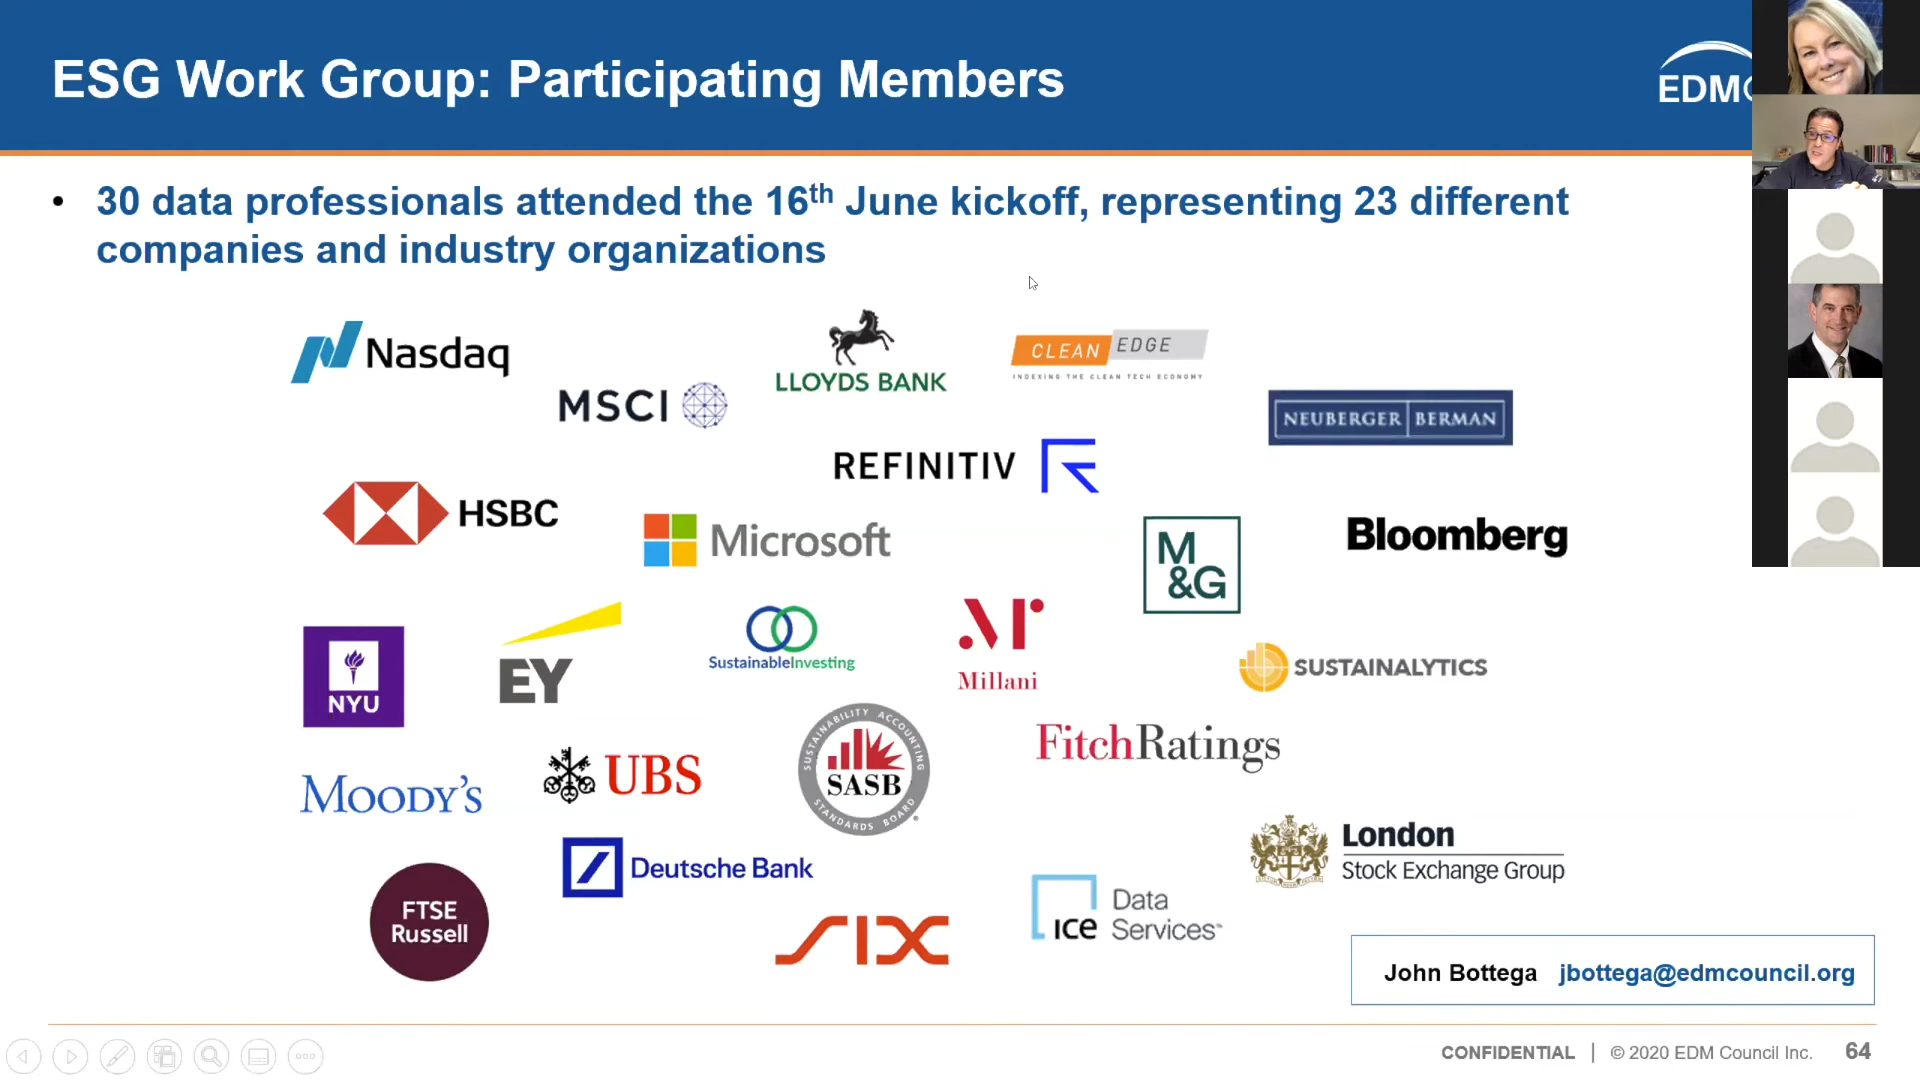 ESG Work Group: Participating Members
EDM
• 30 data professionals attended the 16th June kickoff, representing 23 different
companies and industry organizations
Nasdaq
MSCI
LLOYDS BANK
CLEAN EDGE
INDEXING THE CLEAN TECH ECONOMY
NEUBERGER BERMAN
REFINITIV
HSBC
Microsoft
M
&G
Bloomberg
NYU
EY
SustainableInvesting
Millani
SUSTAINALYTICS
MOODY'S
UBS
SUSTAINABILITY ACCOUNTING
SASB
STANDARDS BOARD
FitchRatings
London
Stock Exchange Group
FTSE
Russell
Deutsche Bank
SIX
ice Data
Services
John Bottega jbottega@edmcouncil.org
CONFIDENTIAL | © 2020 EDM Council Inc. 64